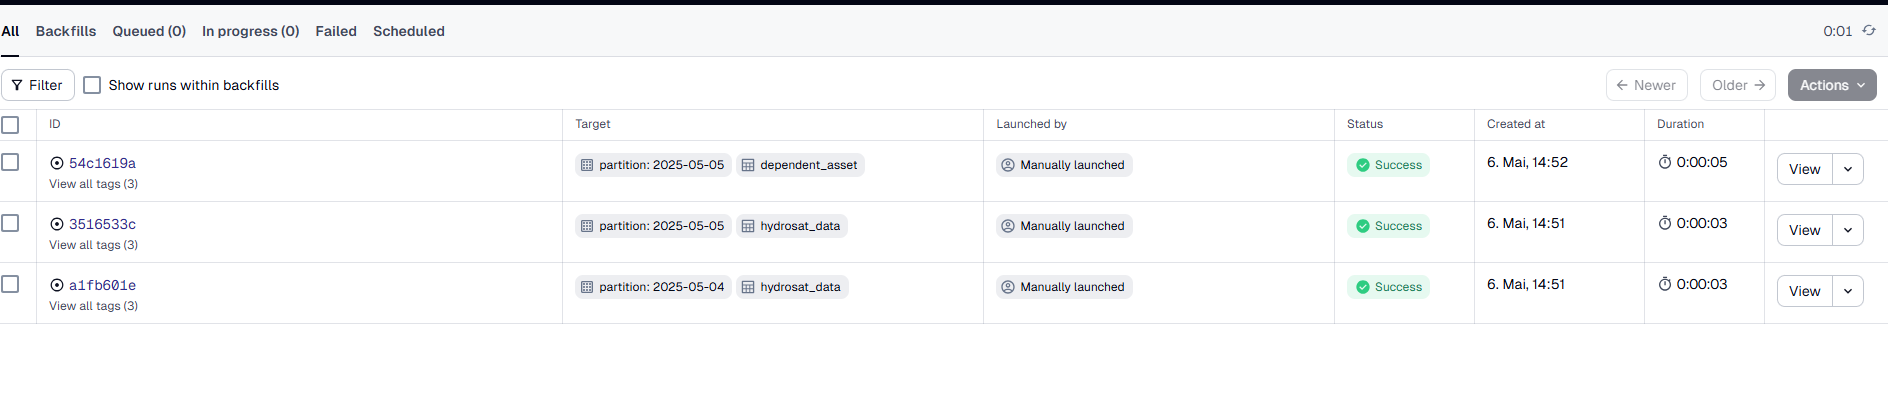 All Backfills Queued (0) In progress (0) Failed Scheduled 0:01
Filter Show runs within backfills Newer Older Actions
ID Target Launched by Status Created at Duration
54c1619a partition: 2025-05-05 dependent_asset Manually launched Success 6. Mai, 14:52 0:00:05 View
View all tags (3)
3516533c partition: 2025-05-05 hydrosat_data Manually launched Success 6. Mai, 14:51 0:00:03 View
View all tags (3)
a1fb601e partition: 2025-05-04 hydrosat_data Manually launched Success 6. Mai, 14:51 0:00:03 View
View all tags (3)